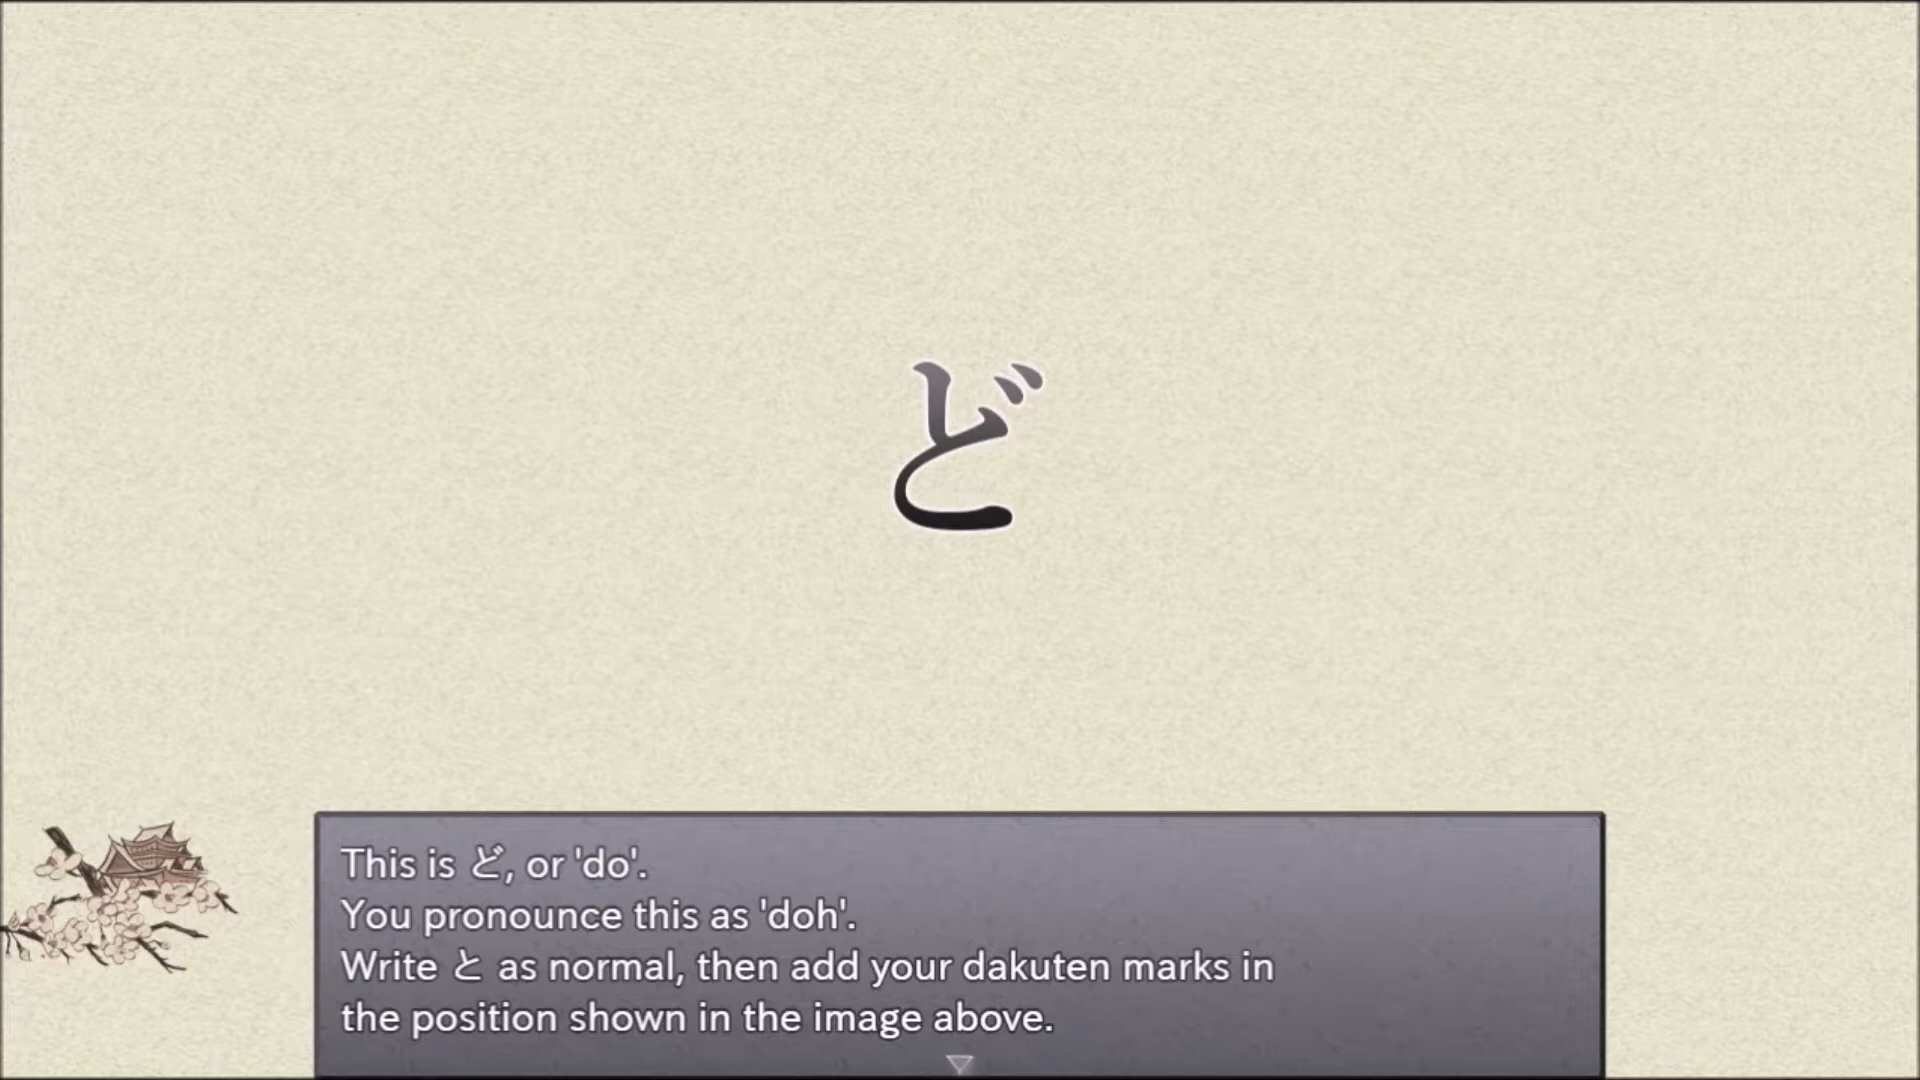 ど
This is ど, or 'do'.
You pronounce this as 'doh'.
Write と as normal, then add your dakuten marks in
the position shown in the image above.